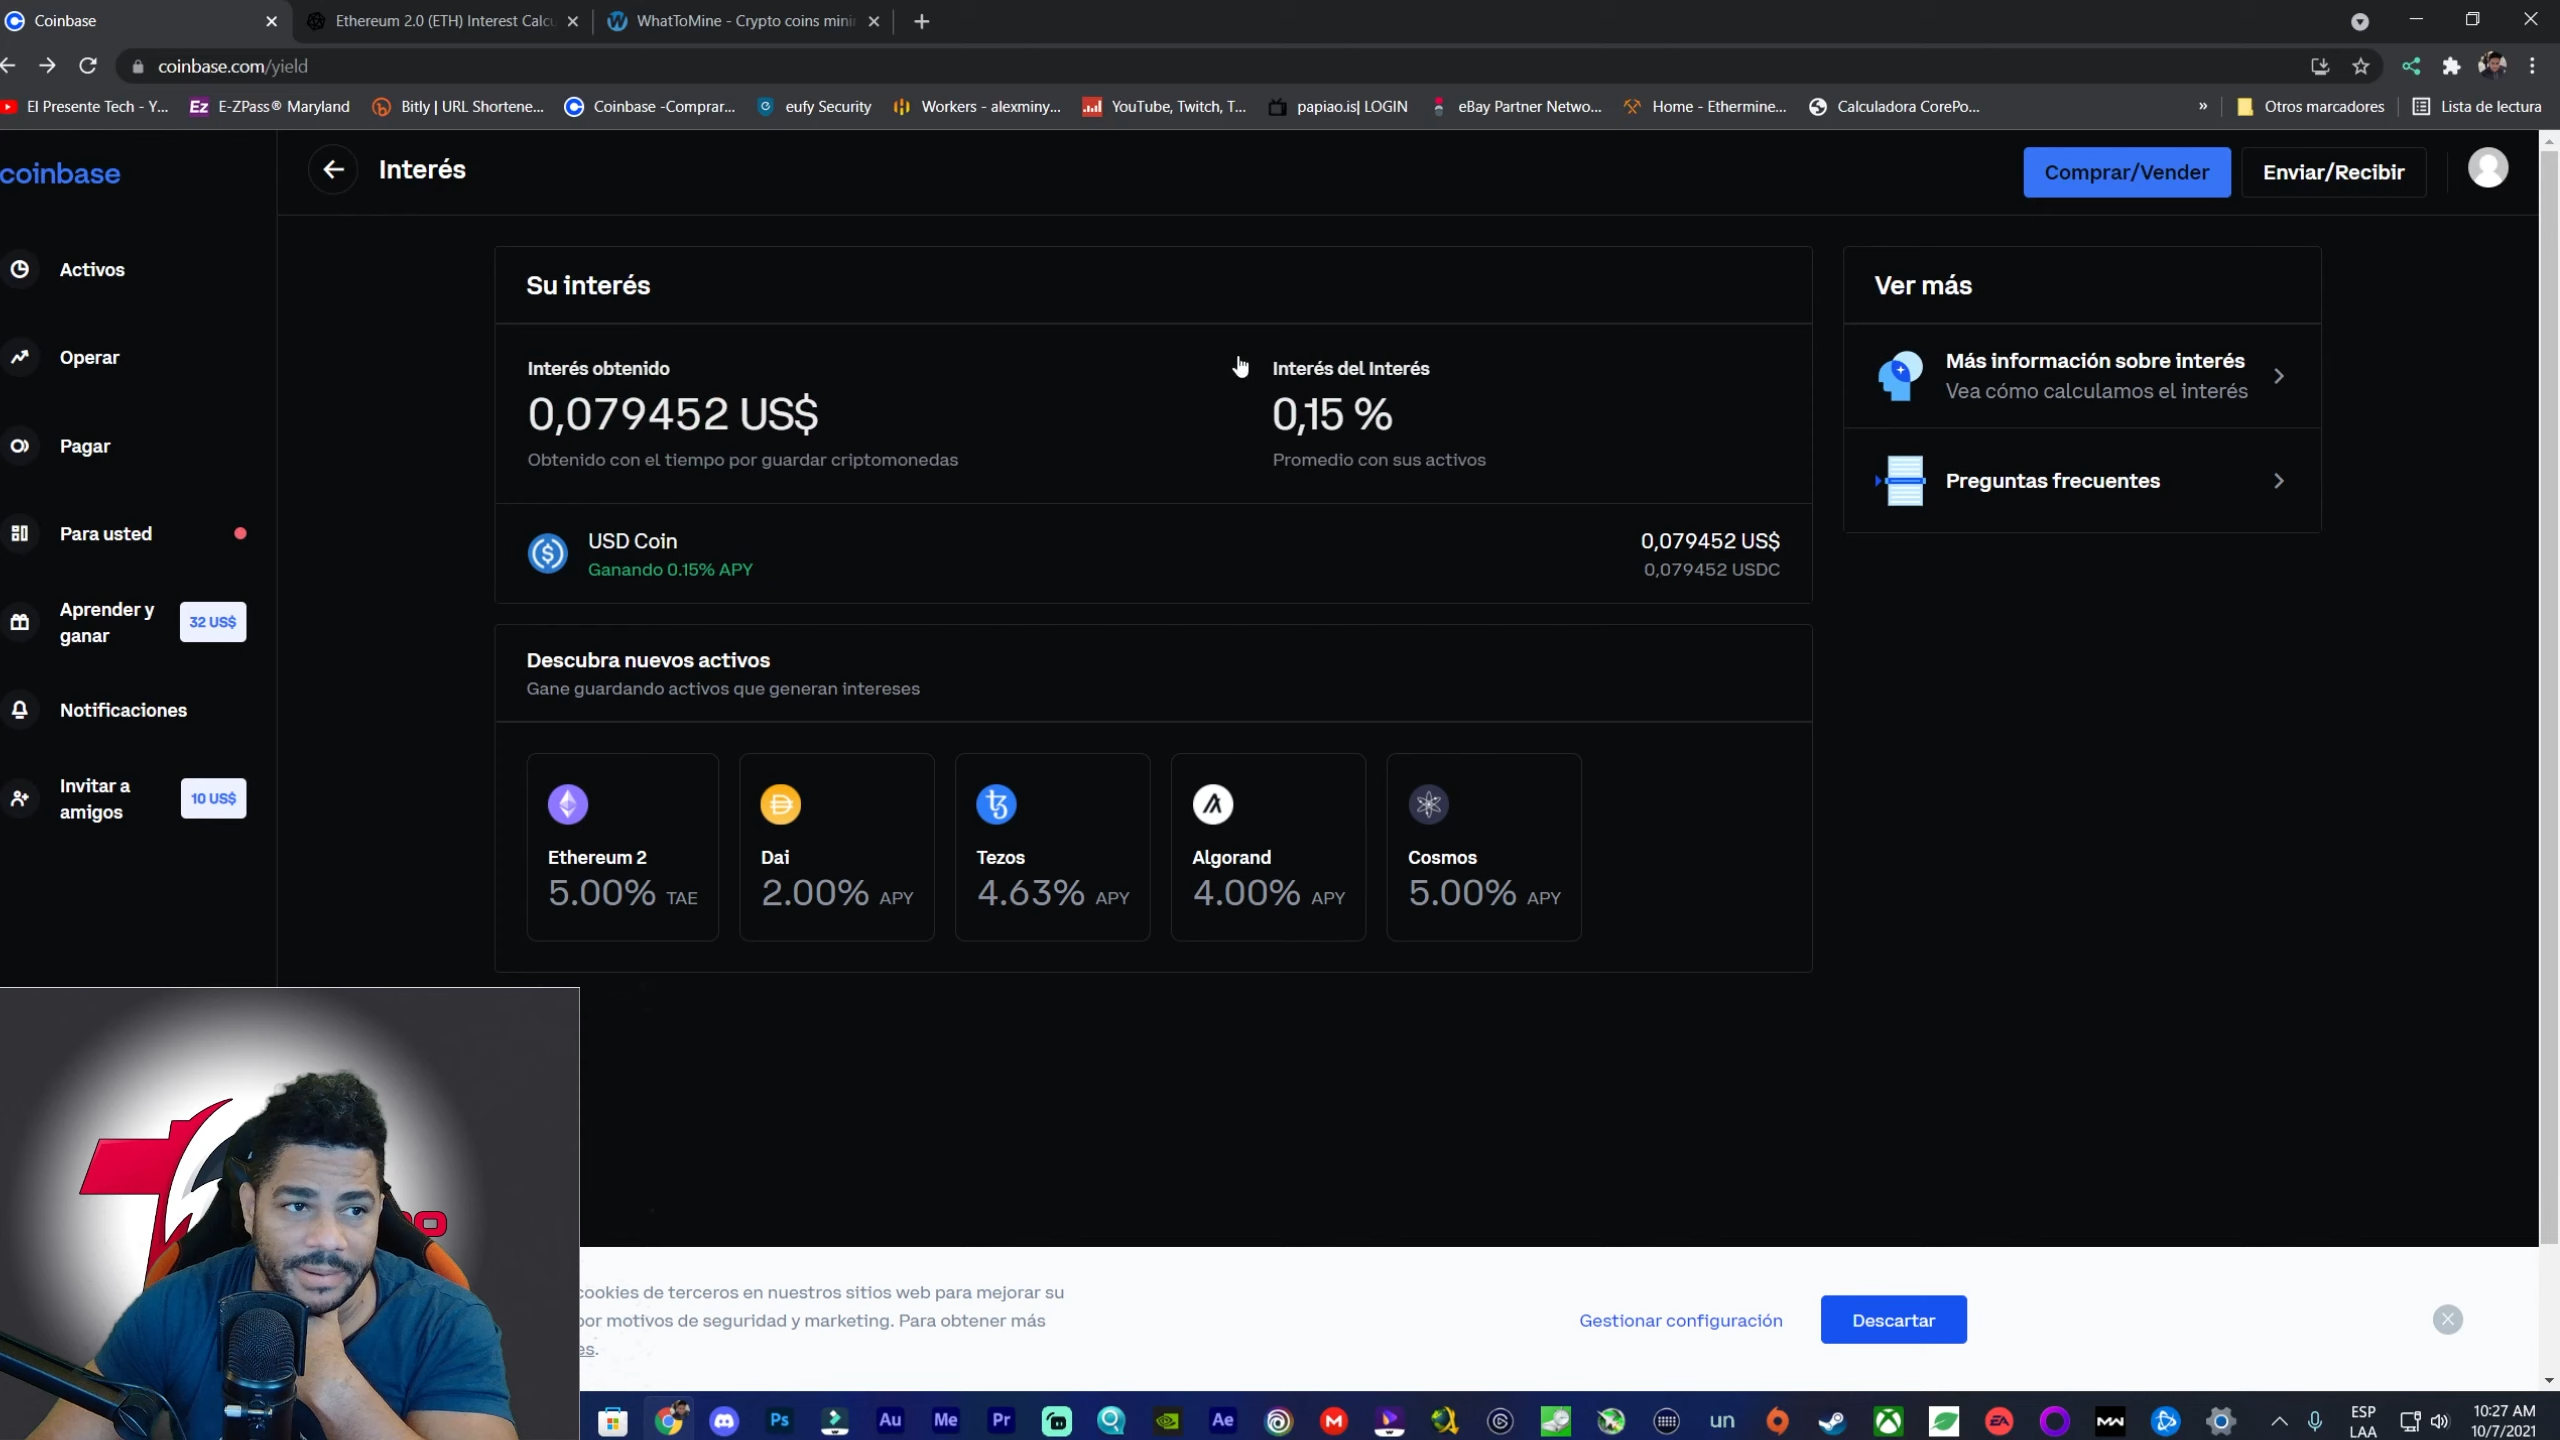 Coinbase
Ethereum 2.0 (ETH) Interest Calcu
WhatToMine - Crypto coins mini
coinbase.com/yield
El Presente Tech - Y...
E-ZPass® Maryland
Bitly | URL Shortene...
Coinbase -Comprar...
eufy Security
Workers - alexminy...
YouTube, Twitch, T...
papiao.is| LOGIN
eBay Partner Netwo...
Home - Ethermine...
Calculadora CorePo...
»
Otros marcadores
Lista de lectura
coinbase
Interés
Comprar/Vender
Enviar/Recibir
Activos
Operar
Pagar
Para usted
Aprender y
ganar
32 US$
Notificaciones
Invitar a
amigos
10 US$
Su interés
Interés obtenido
0,079452 US$
Obtenido con el tiempo por guardar criptomonedas
Interés del Interés
0,15 %
Promedio con sus activos
USD Coin
Ganando 0.15% APY
0,079452 US$
0,079452 USDC
Descubra nuevos activos
Gane guardando activos que generan intereses
Ethereum 2
5.00% TAE
Dai
2.00% APY
Tezos
4.63% APY
Algorand
4.00% APY
Cosmos
5.00% APY
Ver más
Más información sobre interés
Vea cómo calculamos el interés
Preguntas frecuentes
cookies de terceros en nuestros sitios web para mejorar su
por motivos de seguridad y marketing. Para obtener más
es.
Gestionar configuración
Descartar
Ps
Au
Me
Pr
Ae
un
EA
MW
ESP
LAA
10:27 AM
10/7/2021